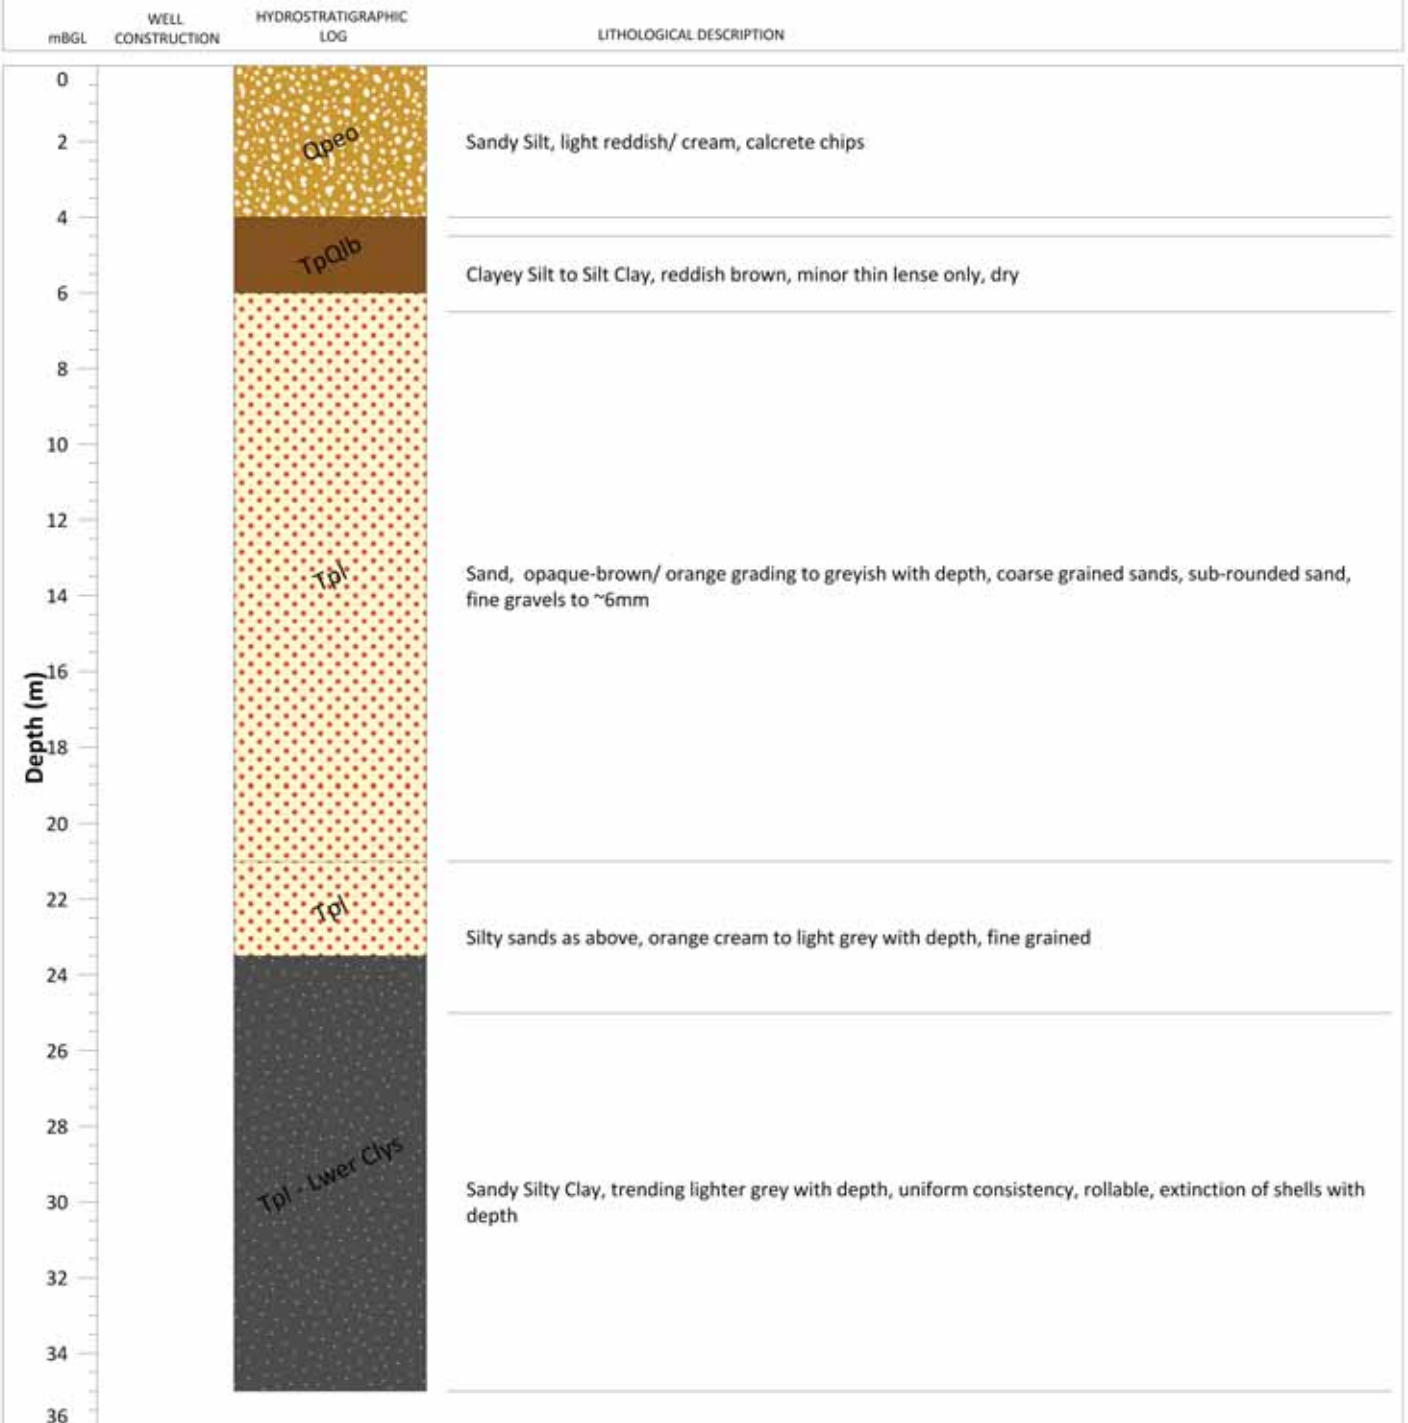 mBGL
WELL
CONSTRUCTION
HYDROSTRATIGRAPHIC
LOG
LITHOLOGICAL DESCRIPTION
0
Qpeo
2
Sandy Silt, light reddish/ cream, calcrete chips
4
TpQlb
Clayey Silt to Silt Clay, reddish brown, minor thin lense only, dry
6
8
10
12
Tpl
Sand, opaque-brown/ orange grading to greyish with depth, coarse grained sands, sub-rounded sand,
fine gravels to ~6mm
14
16
Depth (m)
18
20
22
Tpl
Silty sands as above, orange cream to light grey with depth, fine grained
24
26
28
Tpl - Lwer Clys
Sandy Silty Clay, trending lighter grey with depth, uniform consistency, rollable, extinction of shells with
depth
30
32
34
36